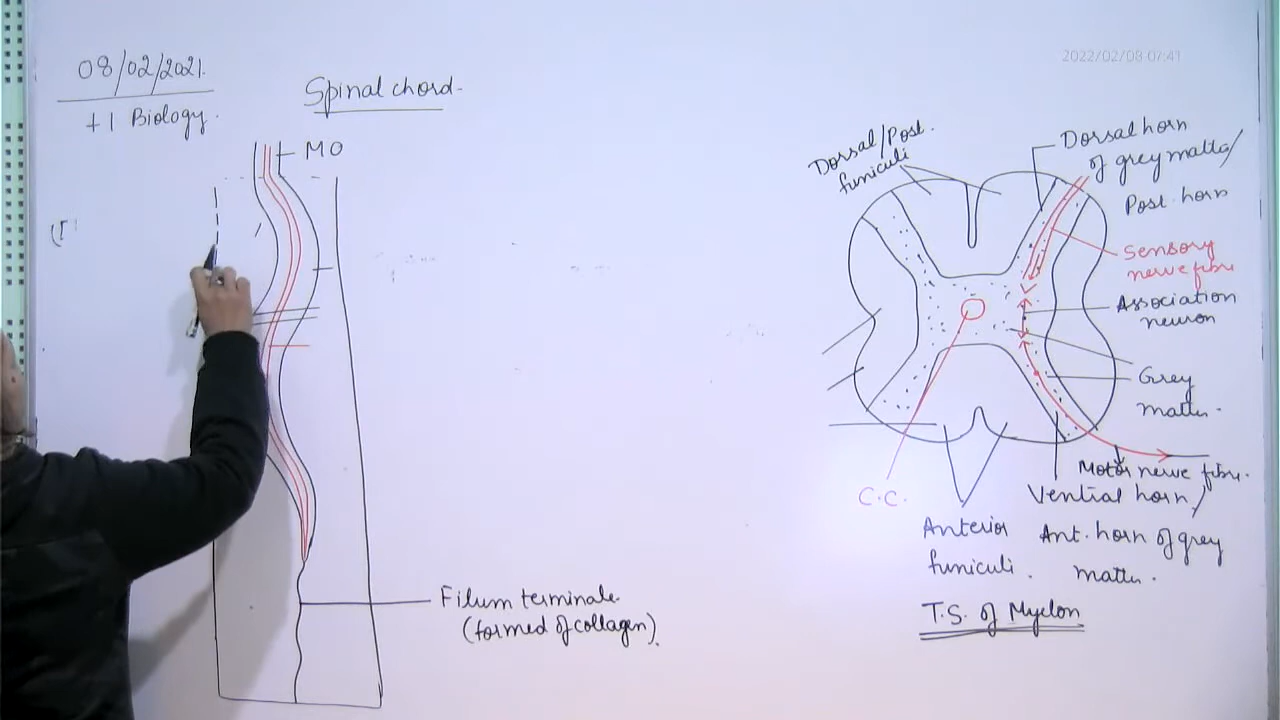 08/02/2021.
+1 Biology.
Spinal chord.
MO
Filum terminale
(formed of collagen).
2022/02/08 07:41
Dorsal/Post.
funiculi
Dorsal horn
of grey matter/
Post. horn
Sensory
nerve fibre
Association
neuron
Grey
matter.
Motor nerve fibre.
Ventral horn/
Ant. horn of grey
matter.
C.C.
Anterior
funiculi.
T.S. of Myelon